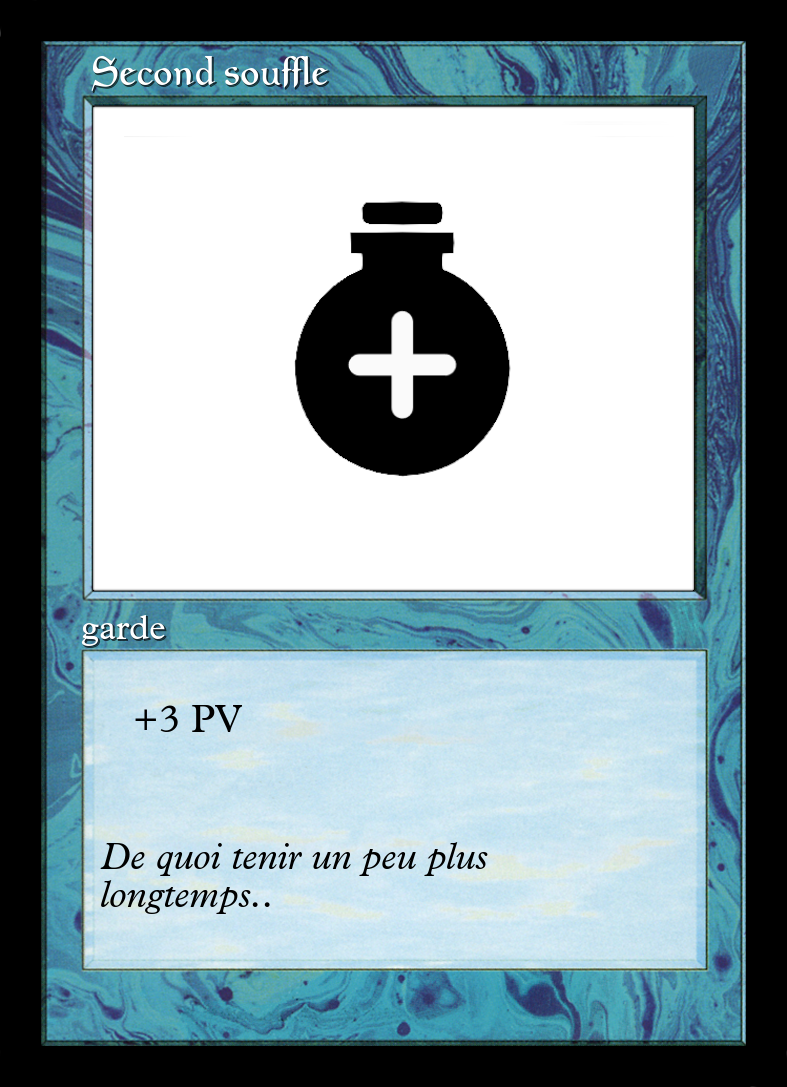 Second souffle
garde
+3 PV
De quoi tenir un peu plus
longtemps..